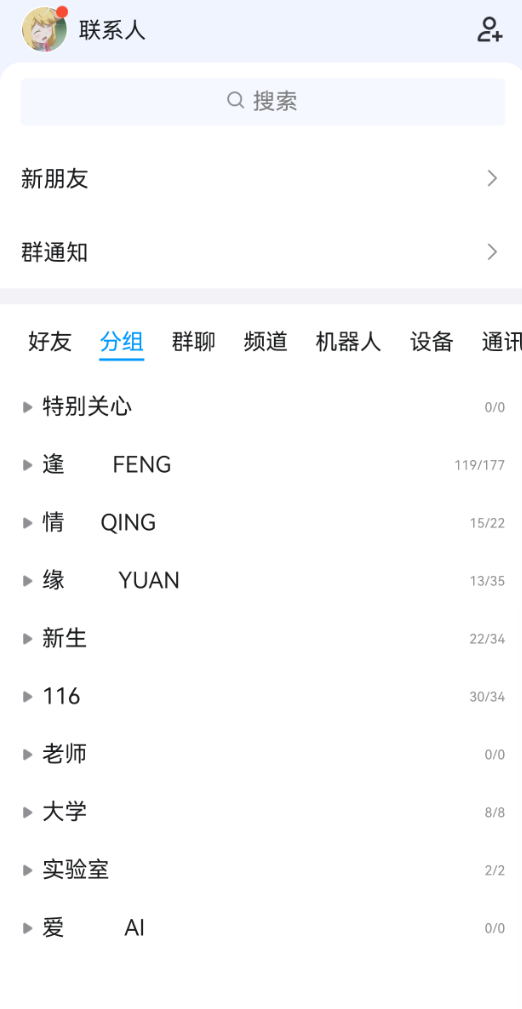 联系人
搜索
新朋友
群通知
好友 分组 群聊 频道 机器人 设备 通讯
特别关心 0/0
逢 FENG 119/177
情 QING 15/22
缘 YUAN 13/35
新生 22/34
116 30/34
老师 0/0
大学 8/8
实验室 2/2
爱 AI 0/0